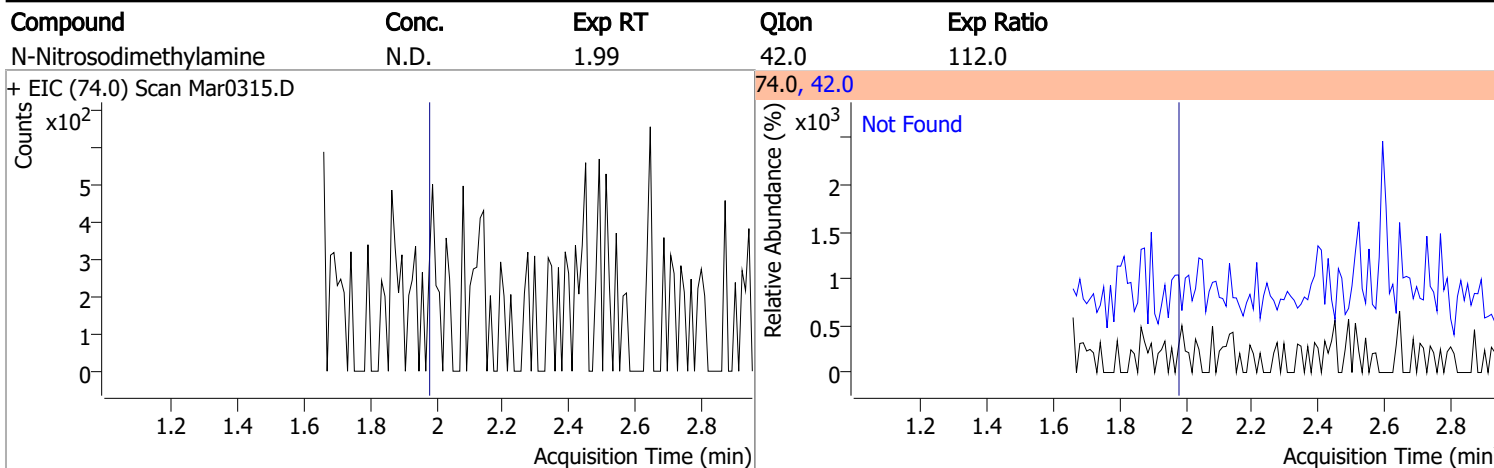 Compound Conc. Exp RT QIon Exp Ratio
N-Nitrosodimethylamine N.D. 1.99 42.0 112.0
+ EIC (74.0) Scan Mar0315.D
Counts
x10²
5
4
3
2
1
0
1.2 1.4 1.6 1.8 2 2.2 2.4 2.6 2.8
Acquisition Time (min)
74.0, 42.0
Relative Abundance (%)
x10³
Not Found
2
1.5
1
0.5
0
1.2 1.4 1.6 1.8 2 2.2 2.4 2.6 2.8
Acquisition Time (min